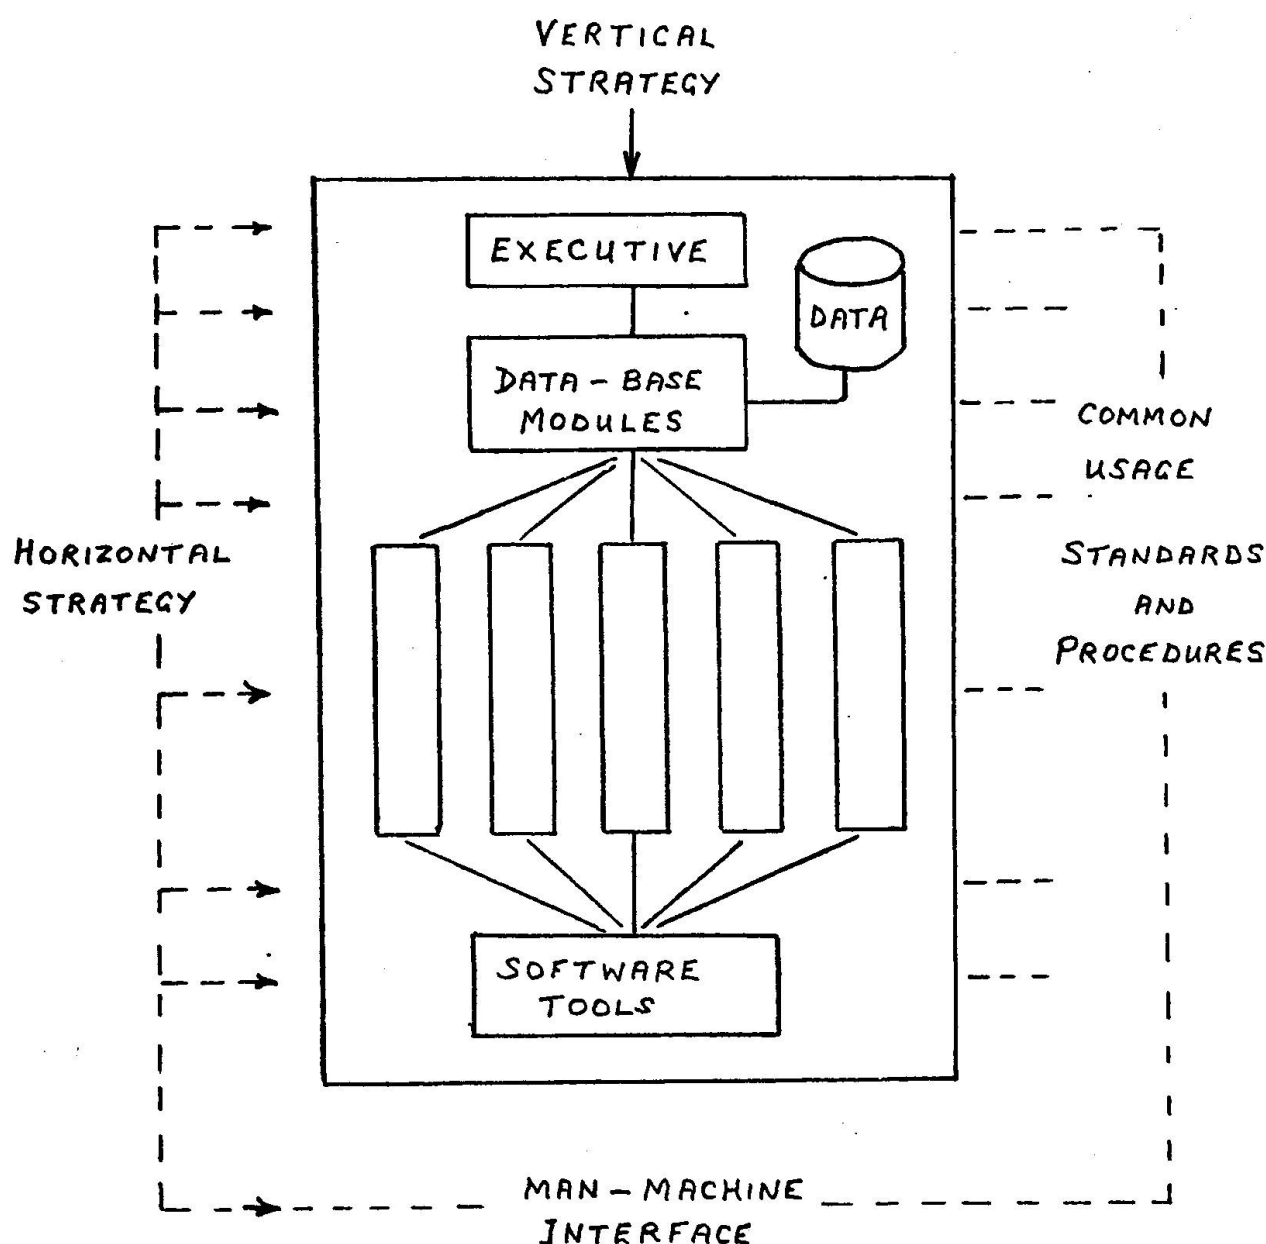 VERTICAL
STRATEGY
EXECUTIVE
DATA
DATA - BASE
MODULES
COMMON
USAGE
HORIZONTAL
STRATEGY
STANDARDS
AND
PROCEDURES
SOFTWARE
TOOLS
MAN - MACHINE
INTERFACE